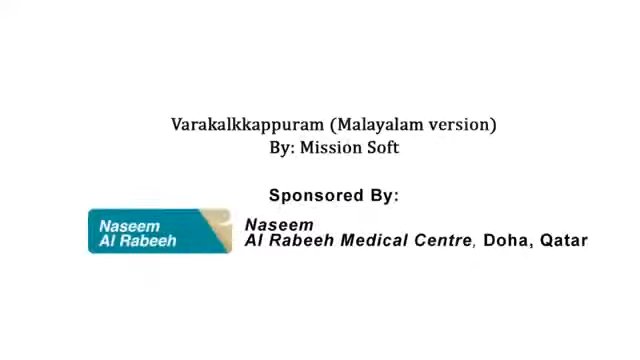 Varakalkkappuram (Malayalam version)
By: Mission Soft
Sponsored By:
Naseem
Al Rabeeh
Naseem
Al Rabeeh Medical Centre, Doha, Qatar